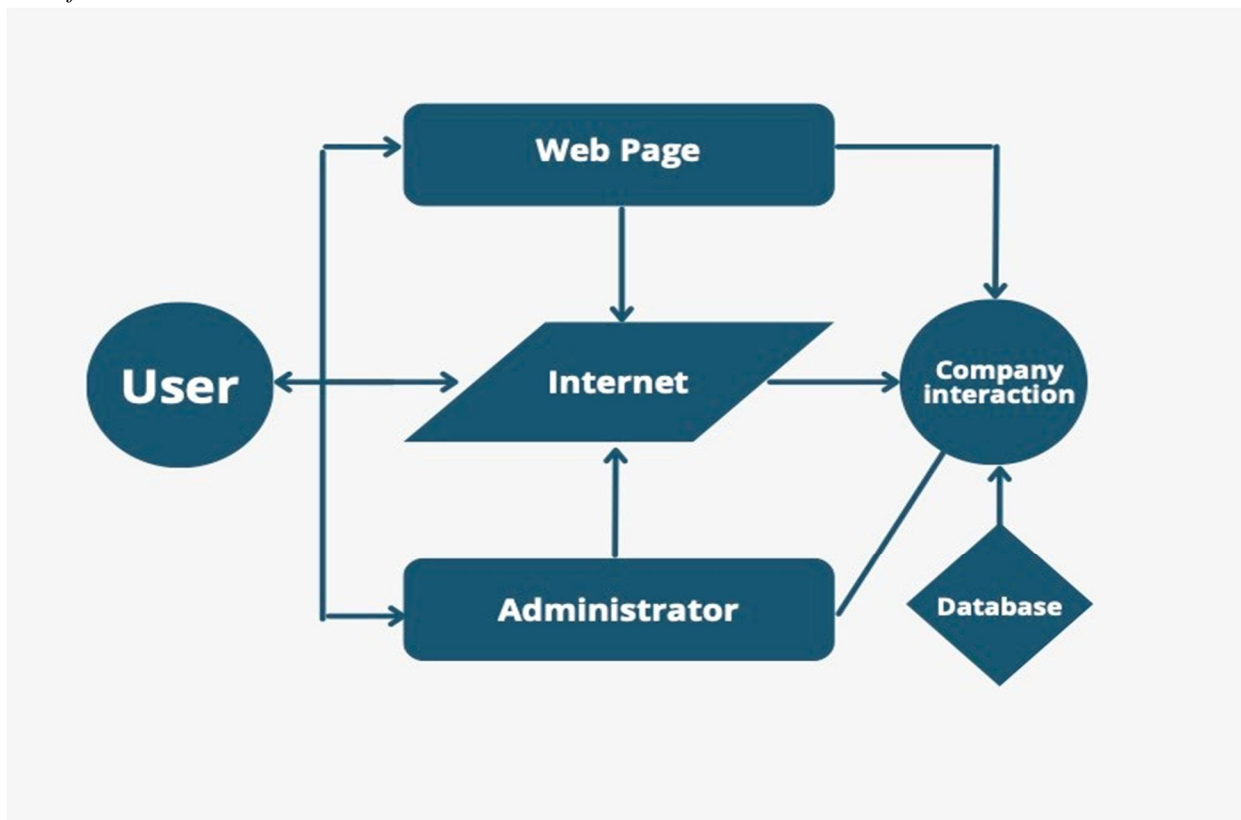 Web Page
User
Internet
Company
interaction
Administrator
Database